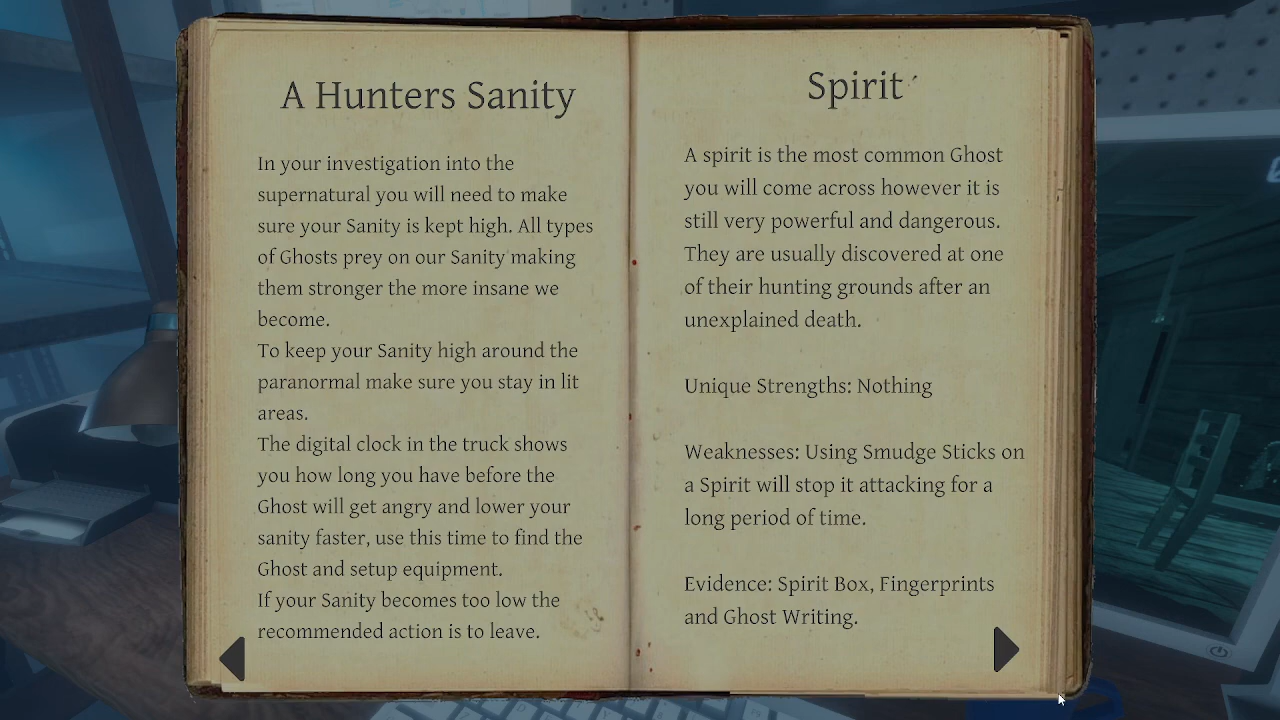 A Hunters Sanity
In your investigation into the
supernatural you will need to make
sure your Sanity is kept high. All types
of Ghosts prey on our Sanity making
them stronger the more insane we
become.
To keep your Sanity high around the
paranormal make sure you stay in lit
areas.
The digital clock in the truck shows
you how long you have before the
Ghost will get angry and lower your
sanity faster, use this time to find the
Ghost and setup equipment.
If your Sanity becomes too low the
recommended action is to leave.
Spirit
A spirit is the most common Ghost
you will come across however it is
still very powerful and dangerous.
They are usually discovered at one
of their hunting grounds after an
unexplained death.
Unique Strengths: Nothing
Weaknesses: Using Smudge Sticks on
a Spirit will stop it attacking for a
long period of time.
Evidence: Spirit Box, Fingerprints
and Ghost Writing.